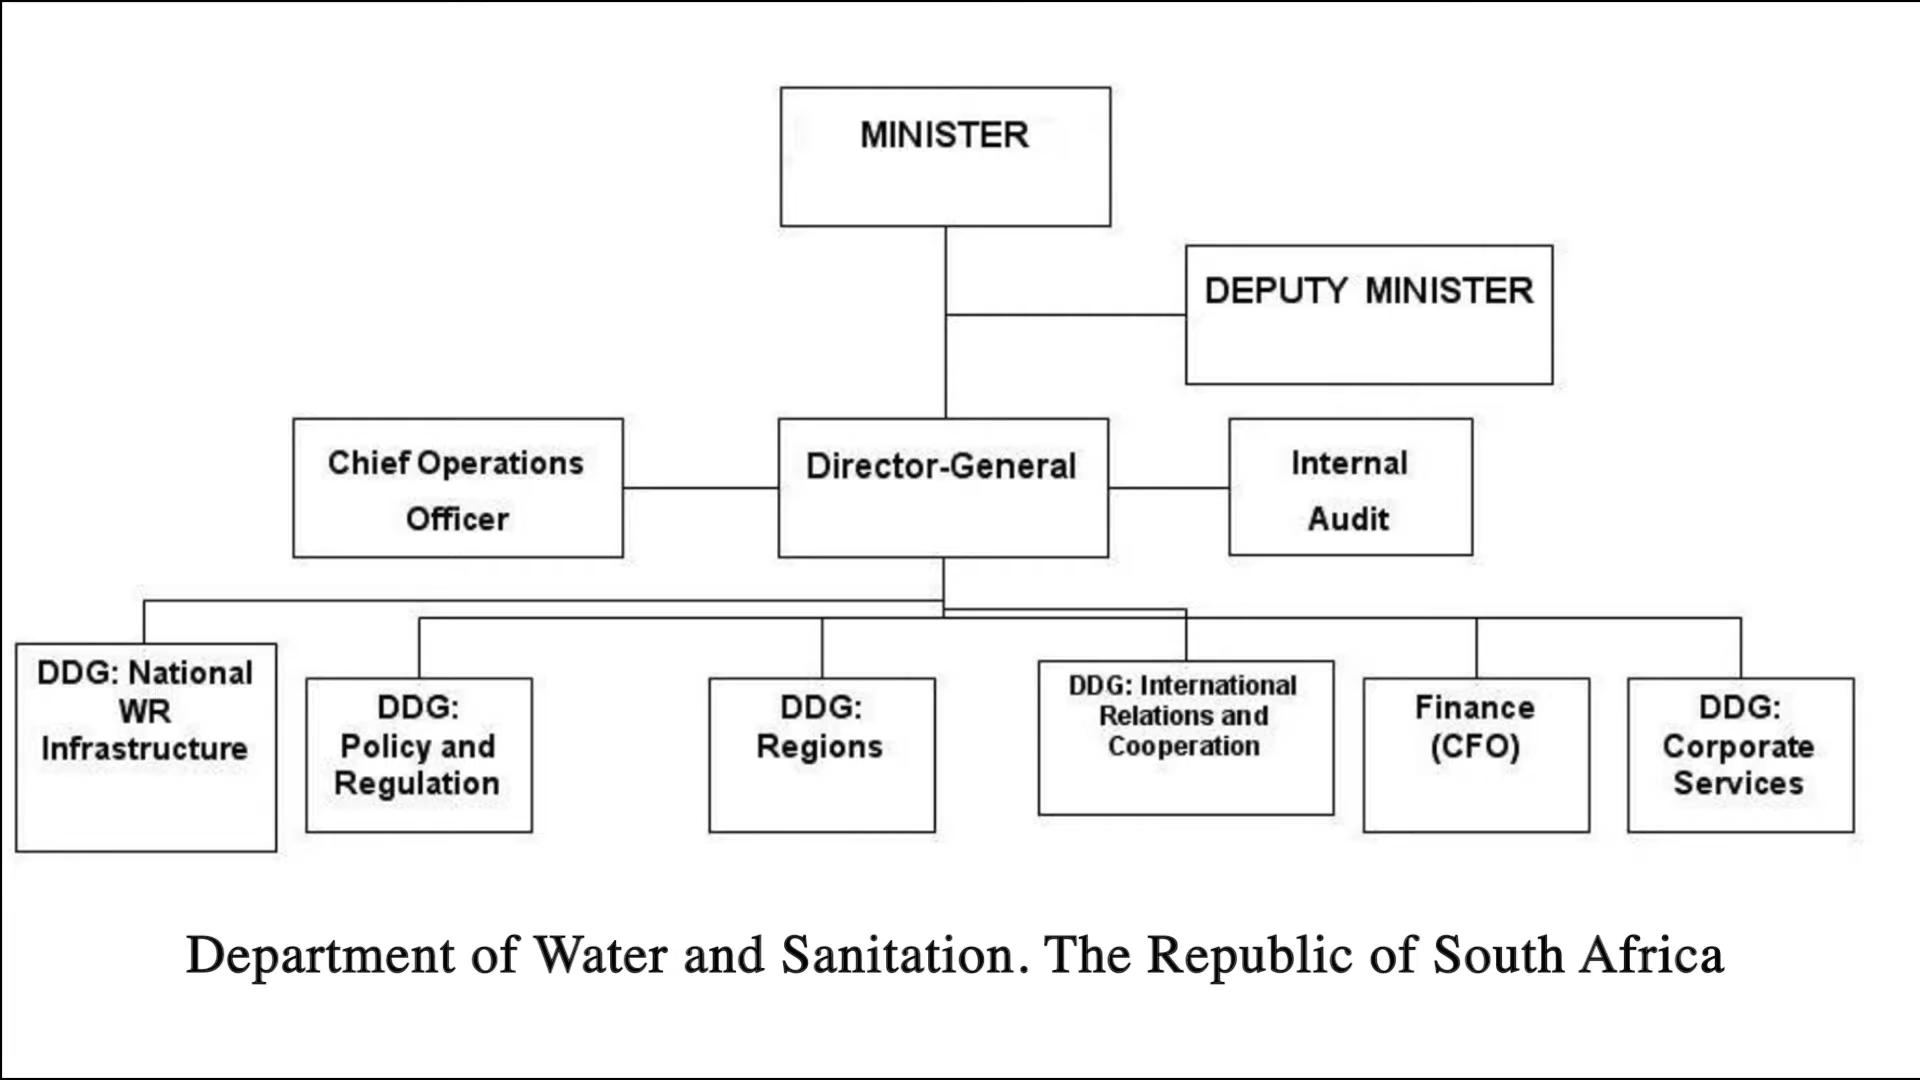 MINISTER
DEPUTY MINISTER
Chief Operations
Officer
Director-General
Internal
Audit
DDG: National
WR
Infrastructure
DDG:
Policy and
Regulation
DDG:
Regions
DDG: International
Relations and
Cooperation
Finance
(CFO)
DDG:
Corporate
Services
Department of Water and Sanitation. The Republic of South Africa